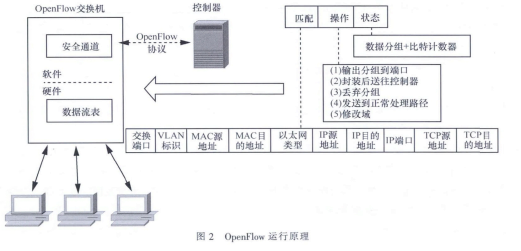 OpenFlow交换机
安全通道
软件
硬件
数据流表
OpenFlow
协议
控制器
匹配 操作 状态
数据分组+比特计数器
(1)输出分组到端口
(2)封装后送往控制器
(3)丢弃分组
(4)发送到正常处理路径
(5)修改域
交换端口 VLAN标识 MAC源地址 MAC目的地址 以太网类型 IP源地址 IP目的地址 IP端口 TCP源地址 TCP目的地址
图 2 OpenFlow 运行原理